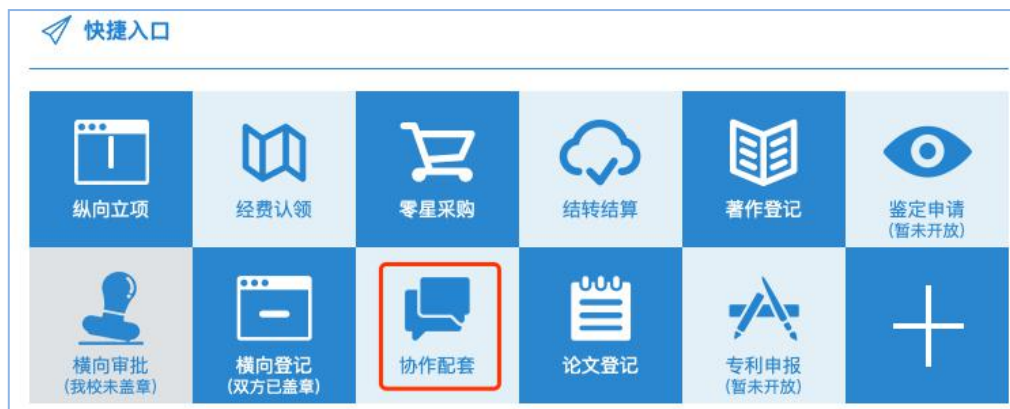 快捷入口
纵向立项
经费认领
零星采购
结转结算
著作登记
鉴定申请
(暂未开放)
横向审批
(我校未盖章)
横向登记
(双方已盖章)
协作配套
论文登记
专利申报
(暂未开放)